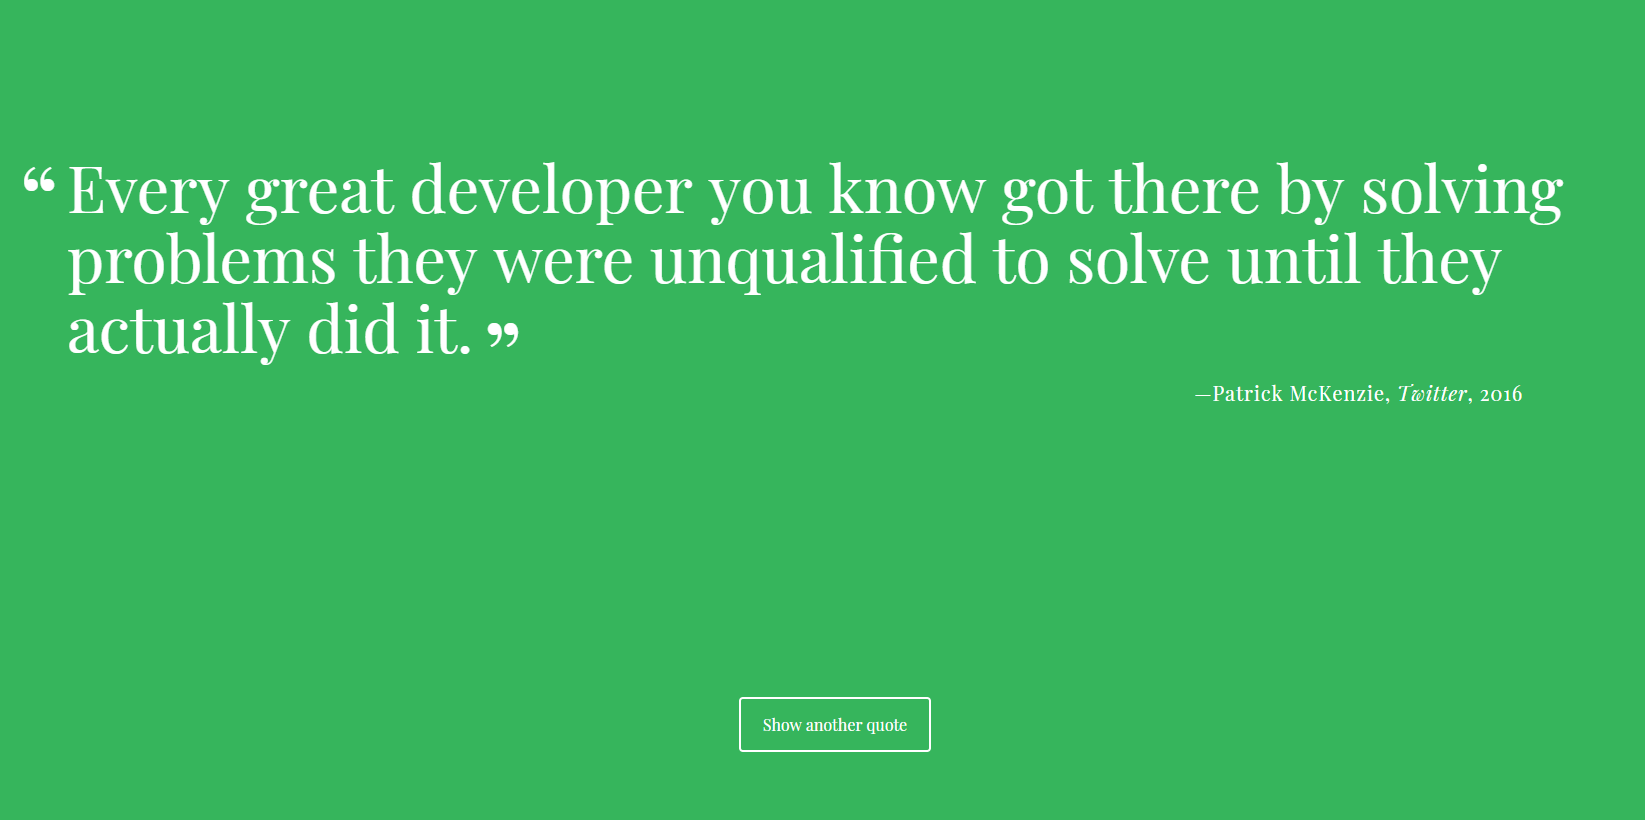 “ Every great developer you know got there by solving
problems they were unqualified to solve until they
actually did it. ”
—Patrick McKenzie, Twitter, 2016
Show another quote